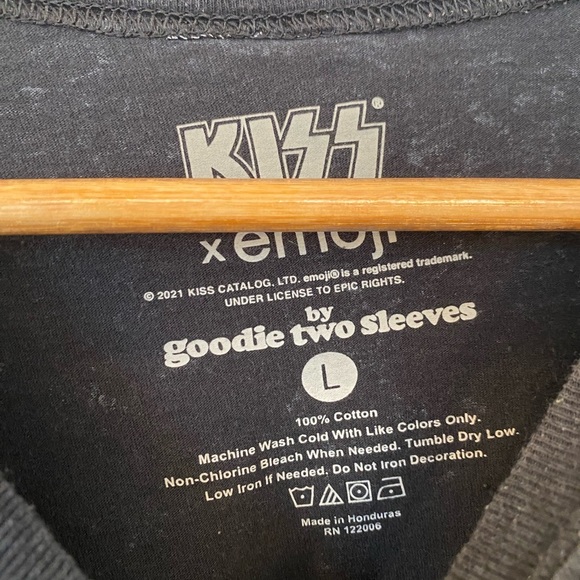 KISS®
x emoji
© 2021 KISS CATALOG. LTD. emoji® is a registered trademark.
UNDER LICENSE TO EPIC RIGHTS.
by
goodie two sleeves
L
100% Cotton
Machine Wash Cold With Like Colors Only.
Non-Chlorine Bleach When Needed. Tumble Dry Low.
Low Iron If Needed. Do Not Iron Decoration.
Made in Honduras
RN 122006